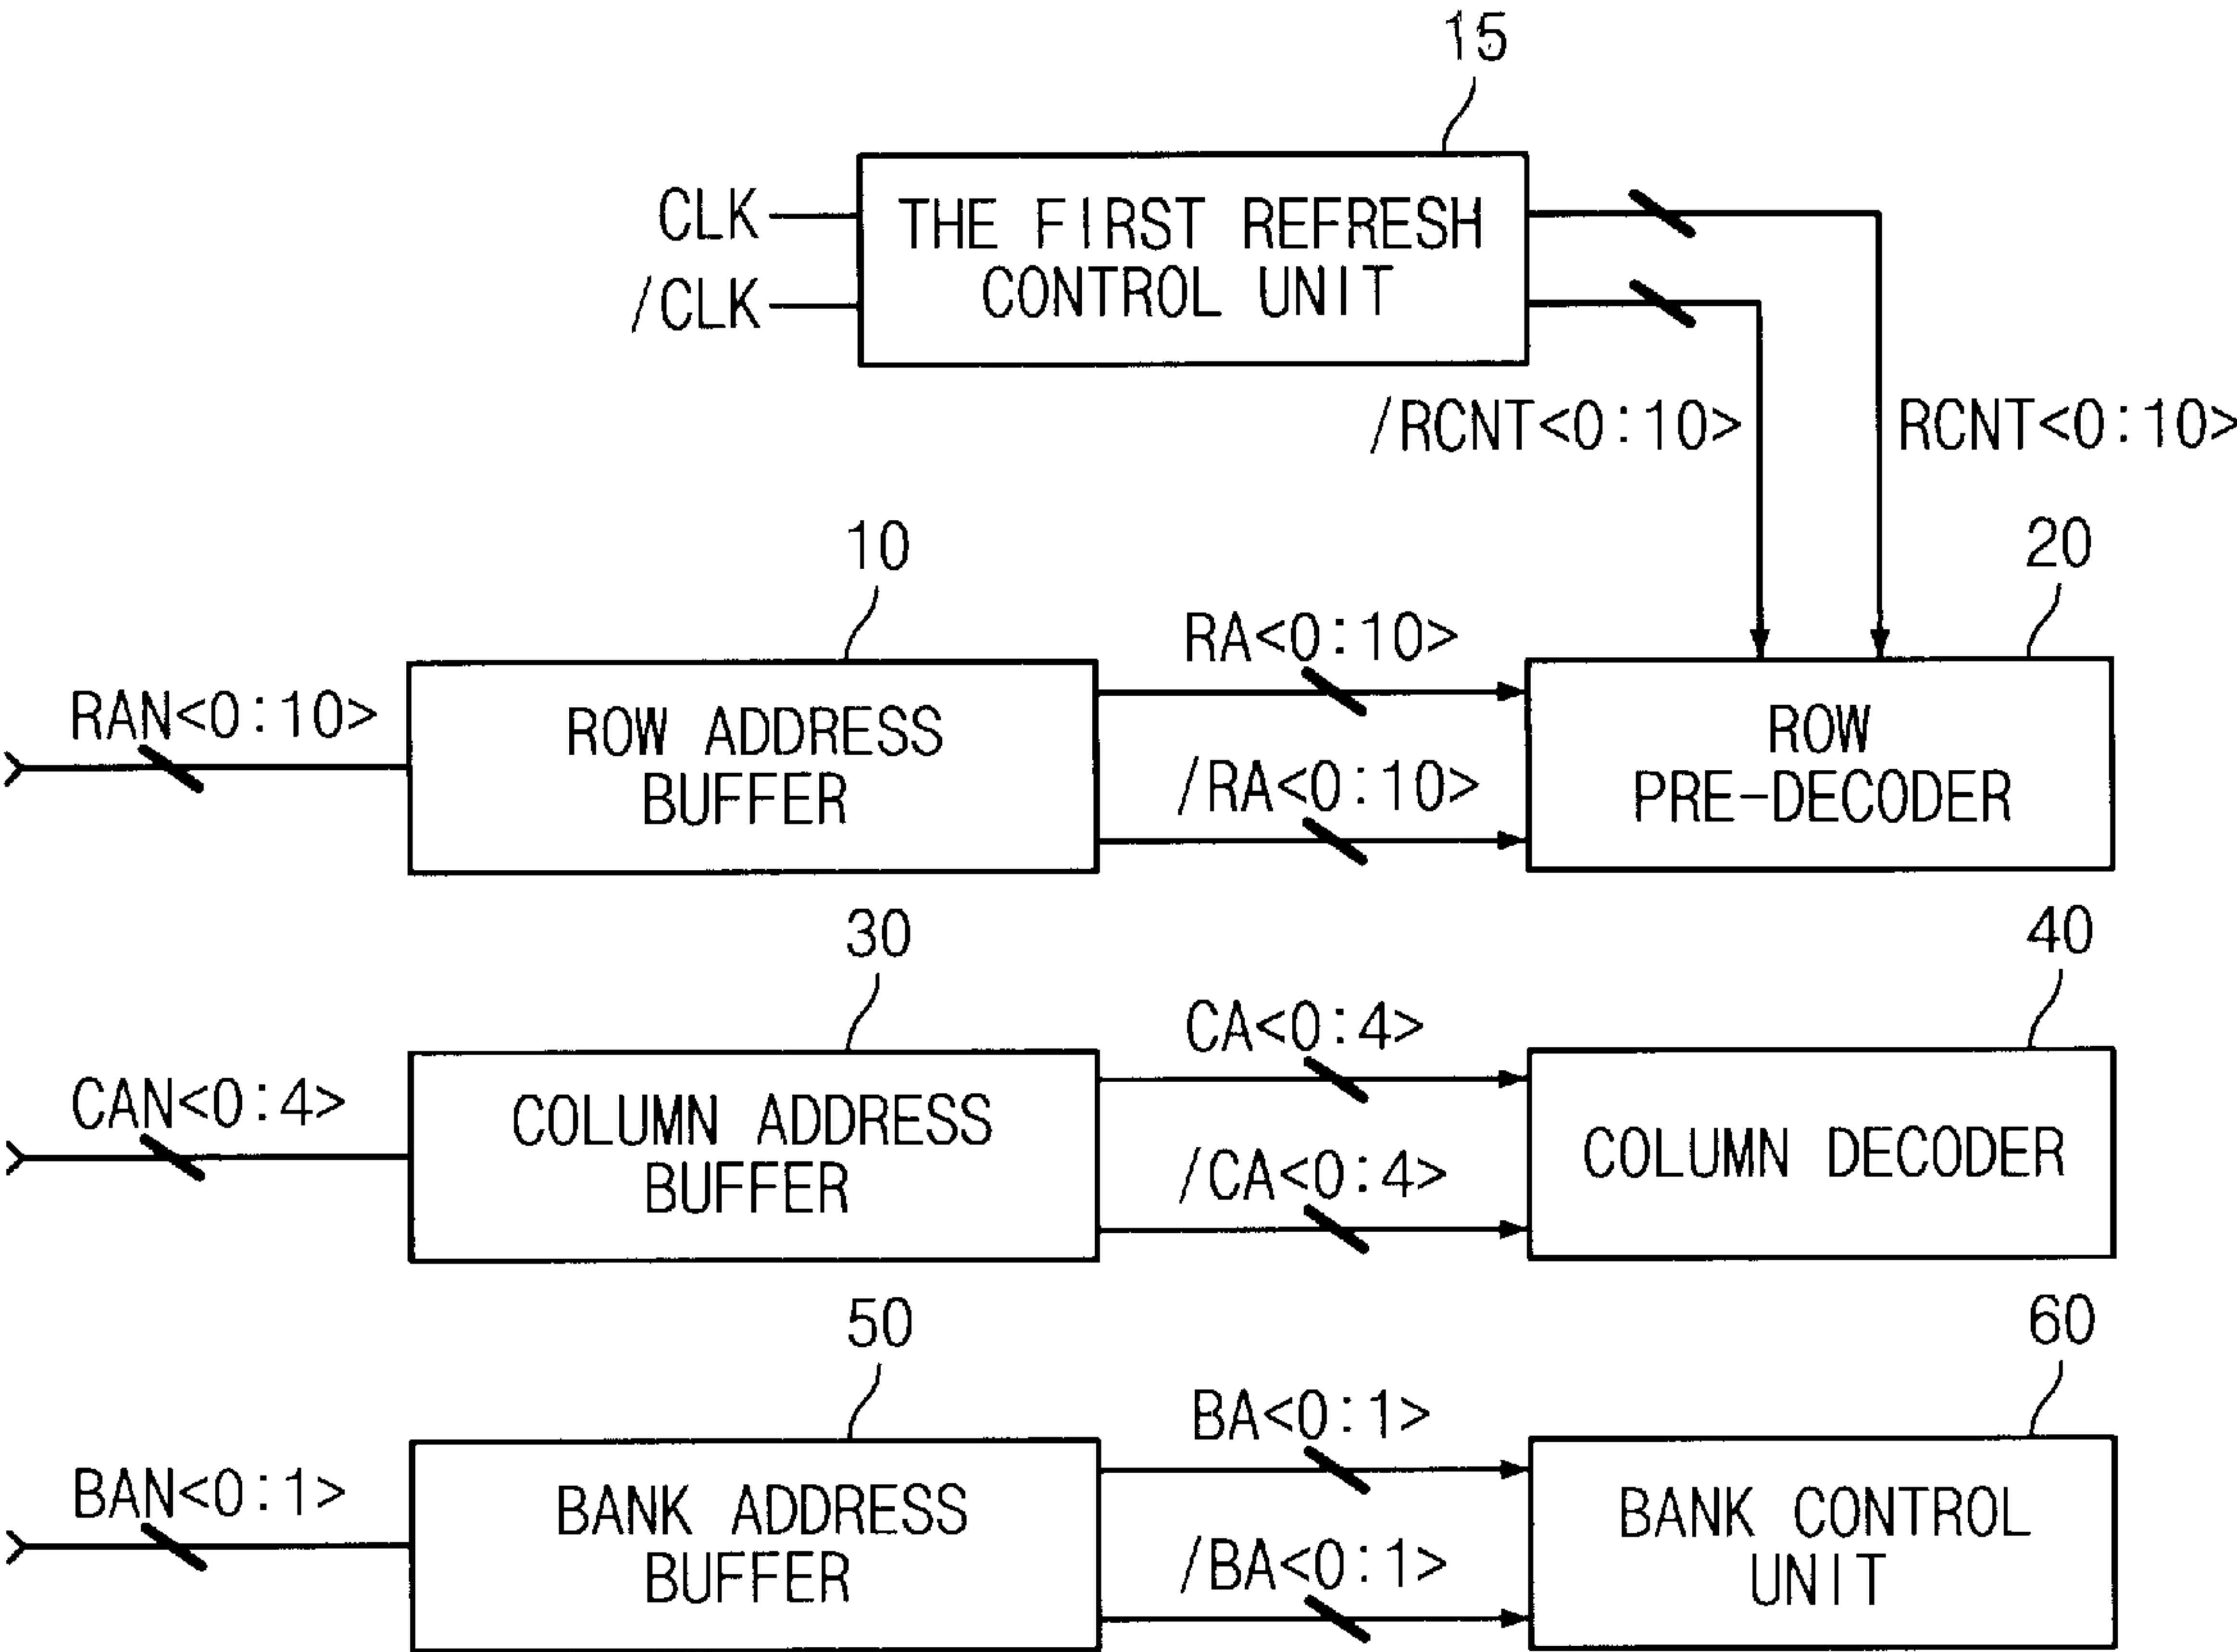 15
CLK
/CLK
THE FIRST REFRESH
CONTROL UNIT
/RCNT<0:10>
RCNT<0:10>
10
20
RAN<0:10>
ROW ADDRESS
BUFFER
RA<0:10>
/RA<0:10>
ROW
PRE-DECODER
30
40
CAN<0:4>
COLUMN ADDRESS
BUFFER
CA<0:4>
/CA<0:4>
COLUMN DECODER
50
60
BAN<0:1>
BANK ADDRESS
BUFFER
BA<0:1>
/BA<0:1>
BANK CONTROL
UNIT